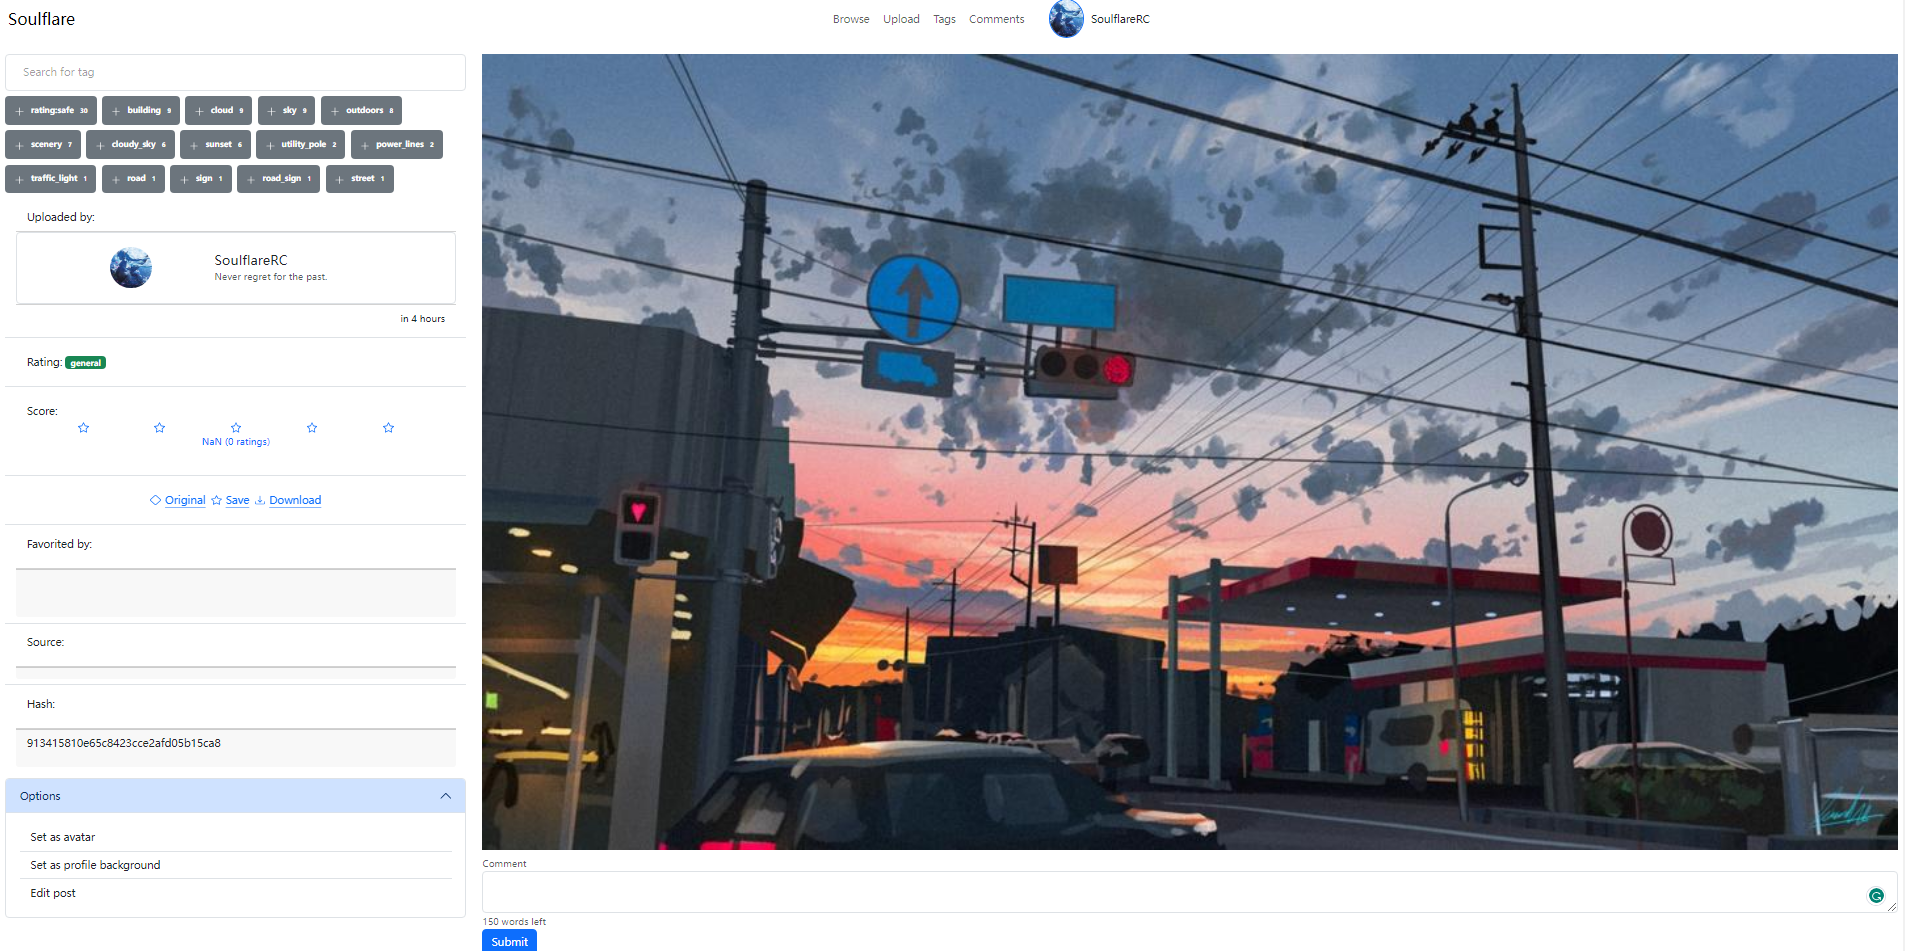 Soulflare
Browse Upload Tags Comments SoulflareRC
Search for tag
rating:safe 30 building 9 cloud 9 sky 9 outdoors 8
scenery 7 cloudy_sky 6 sunset 6 utility_pole 2 power_lines 2
traffic_light 1 road 1 sign 1 road_sign 1 street 1
Uploaded by:
SoulflareRC
Never regret for the past.
in 4 hours
Rating: general
Score:
NaN (0 ratings)
Original Save Download
Favorited by:
Source:
Hash:
913415810e65c8423cce2afd05b15ca8
Options
Set as avatar
Set as profile background
Edit post
Comment
150 words left
Submit